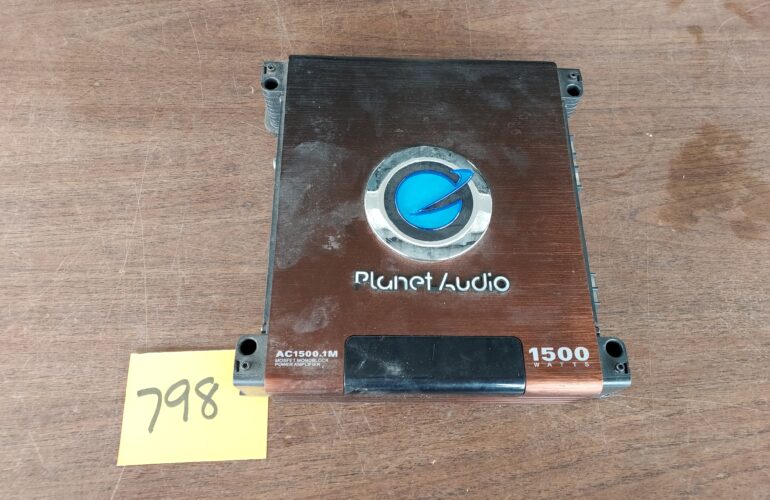 Planet Audio
AC1500.1M
MOSFET MONOBLOCK
POWER AMPLIFIER
1500
WATTS
798